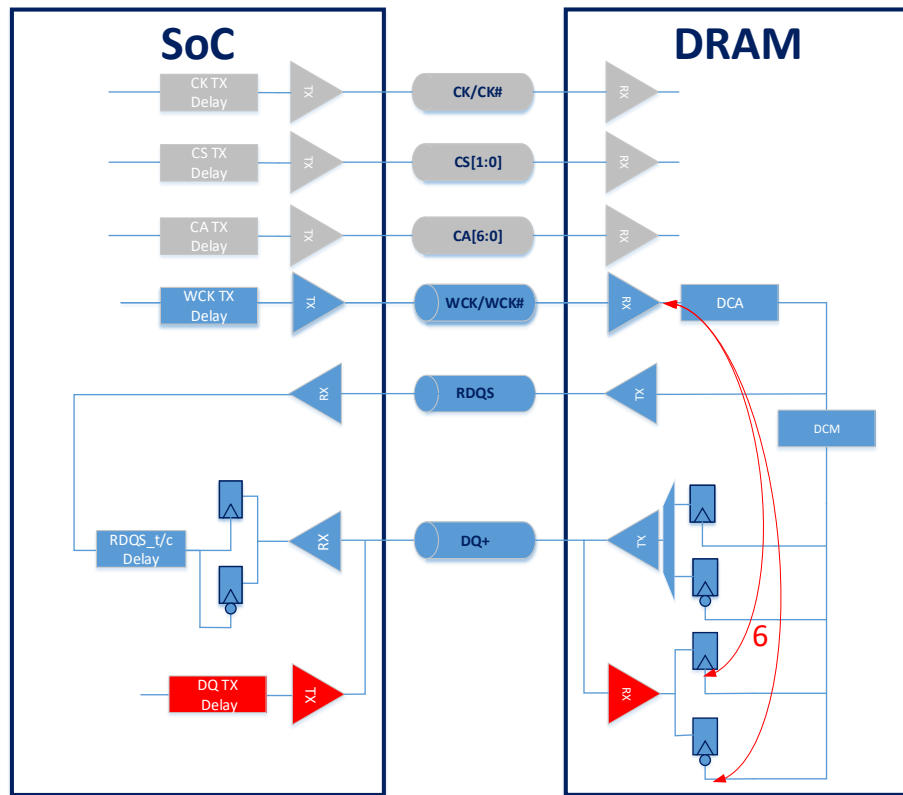 SoC
DRAM
CK TX
Delay
TX
CK/CK#
RX
CS TX
Delay
TX
CS[1:0]
RX
CA TX
Delay
TX
CA[6:0]
RX
WCK TX
Delay
TX
WCK/WCK#
RX
DCA
RX
RDQS
TX
DCM
RDQS_t/c
Delay
RX
DQ+
TX
6
DQ TX
Delay
TX
RX